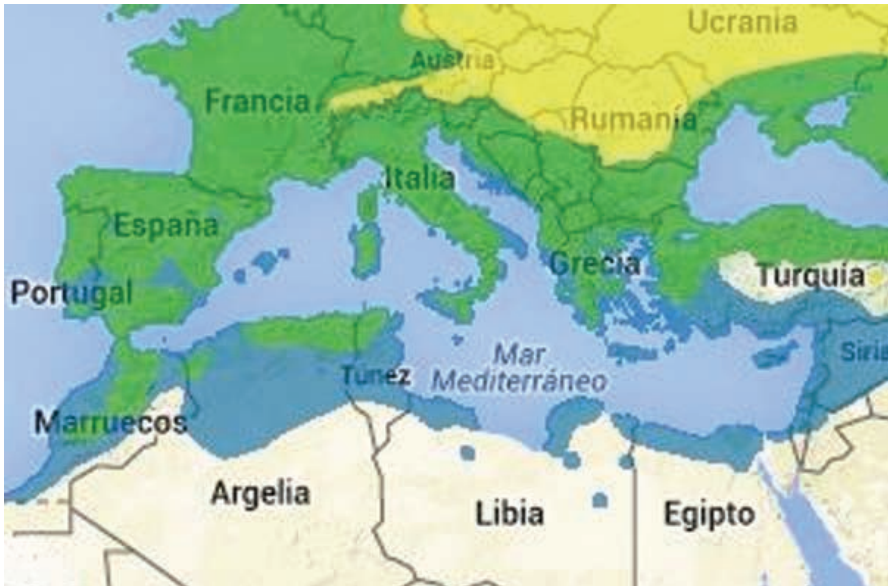 Ucrania
Austria
Francia
Rumanía
Italia
España
Grecia
Turquía
Portugal
Siria
Mar
Mediterráneo
Túnez
Marruecos
Argelia
Libia
Egipto